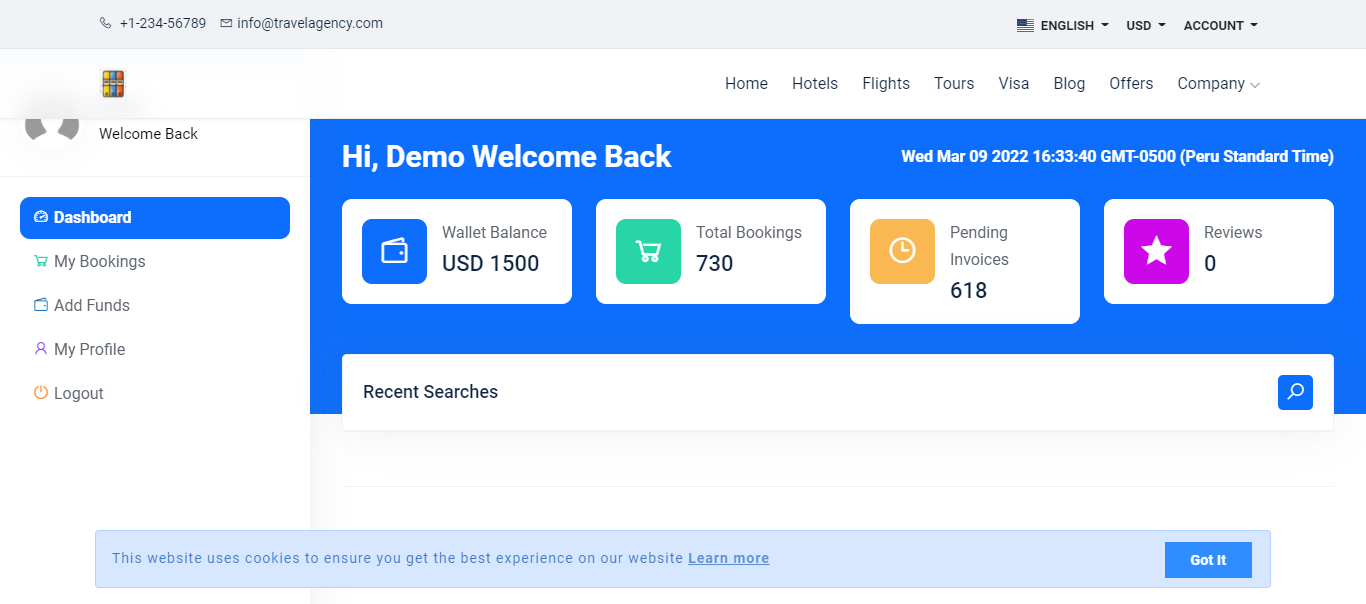 +1-234-56789 info@travelagency.com ENGLISH USD ACCOUNT
Home Hotels Flights Tours Visa Blog Offers Company
Welcome Back
Hi, Demo Welcome Back
Wed Mar 09 2022 16:33:40 GMT-0500 (Peru Standard Time)
Dashboard
My Bookings
Add Funds
My Profile
Logout
Wallet Balance
USD 1500
Total Bookings
730
Pending
Invoices
618
Reviews
0
Recent Searches
This website uses cookies to ensure you get the best experience on our website Learn more
Got It